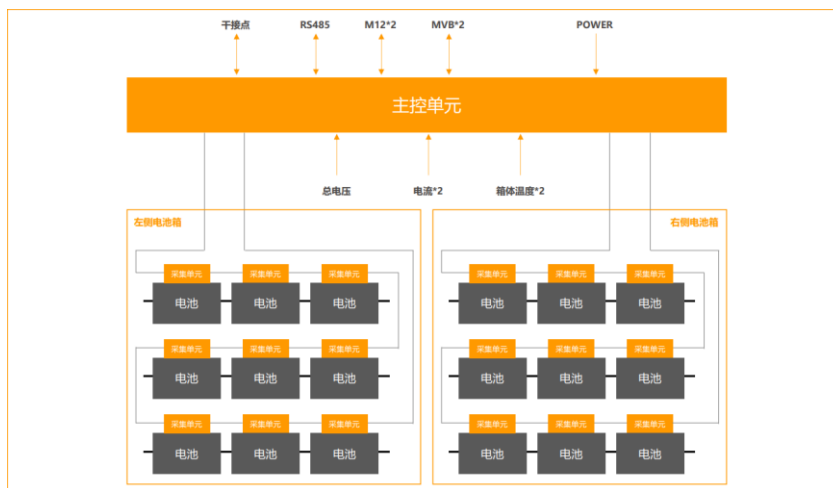 干接点 RS485 M12*2 MVB*2 POWER
主控单元
总电压 电流*2 箱体温度*2
左侧电池箱 右侧电池箱
采集单元 采集单元 采集单元 采集单元 采集单元 采集单元
电池 电池 电池 电池 电池 电池
采集单元 采集单元 采集单元 采集单元 采集单元 采集单元
电池 电池 电池 电池 电池 电池
采集单元 采集单元 采集单元 采集单元 采集单元 采集单元
电池 电池 电池 电池 电池 电池